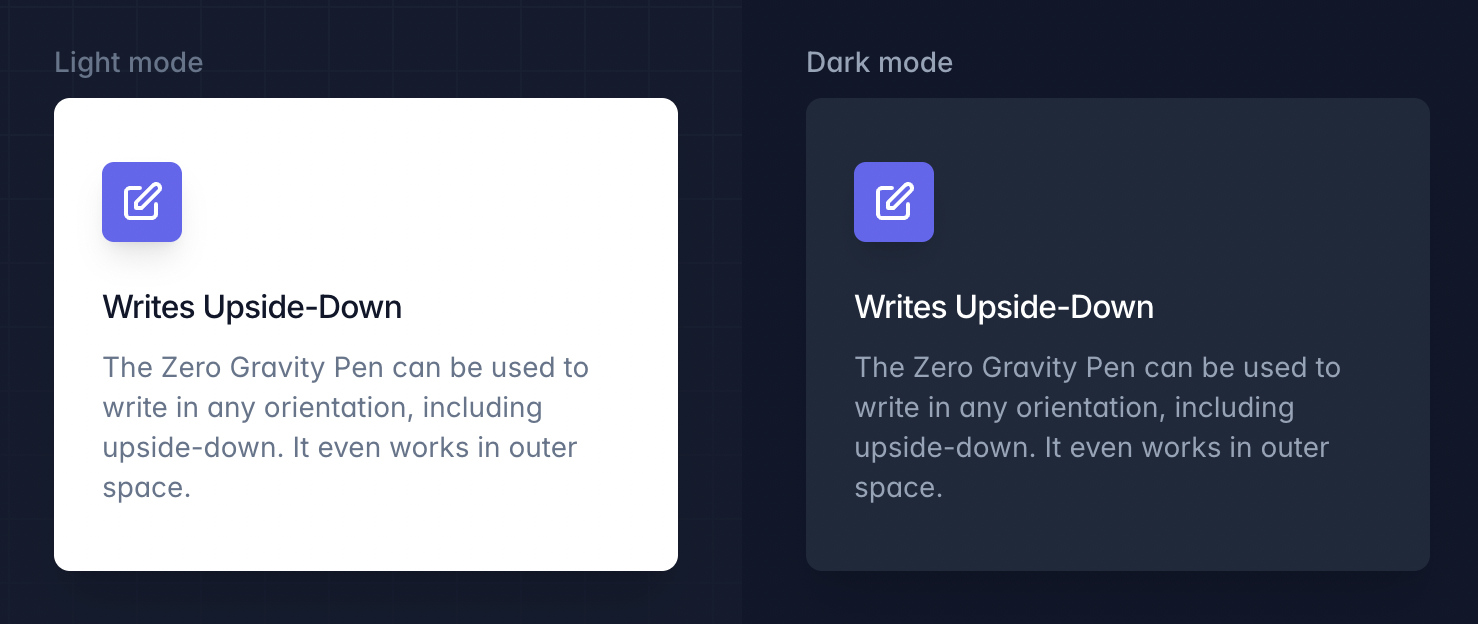 Light mode
Writes Upside-Down
The Zero Gravity Pen can be used to
write in any orientation, including
upside-down. It even works in outer
space.
Dark mode
Writes Upside-Down
The Zero Gravity Pen can be used to
write in any orientation, including
upside-down. It even works in outer
space.